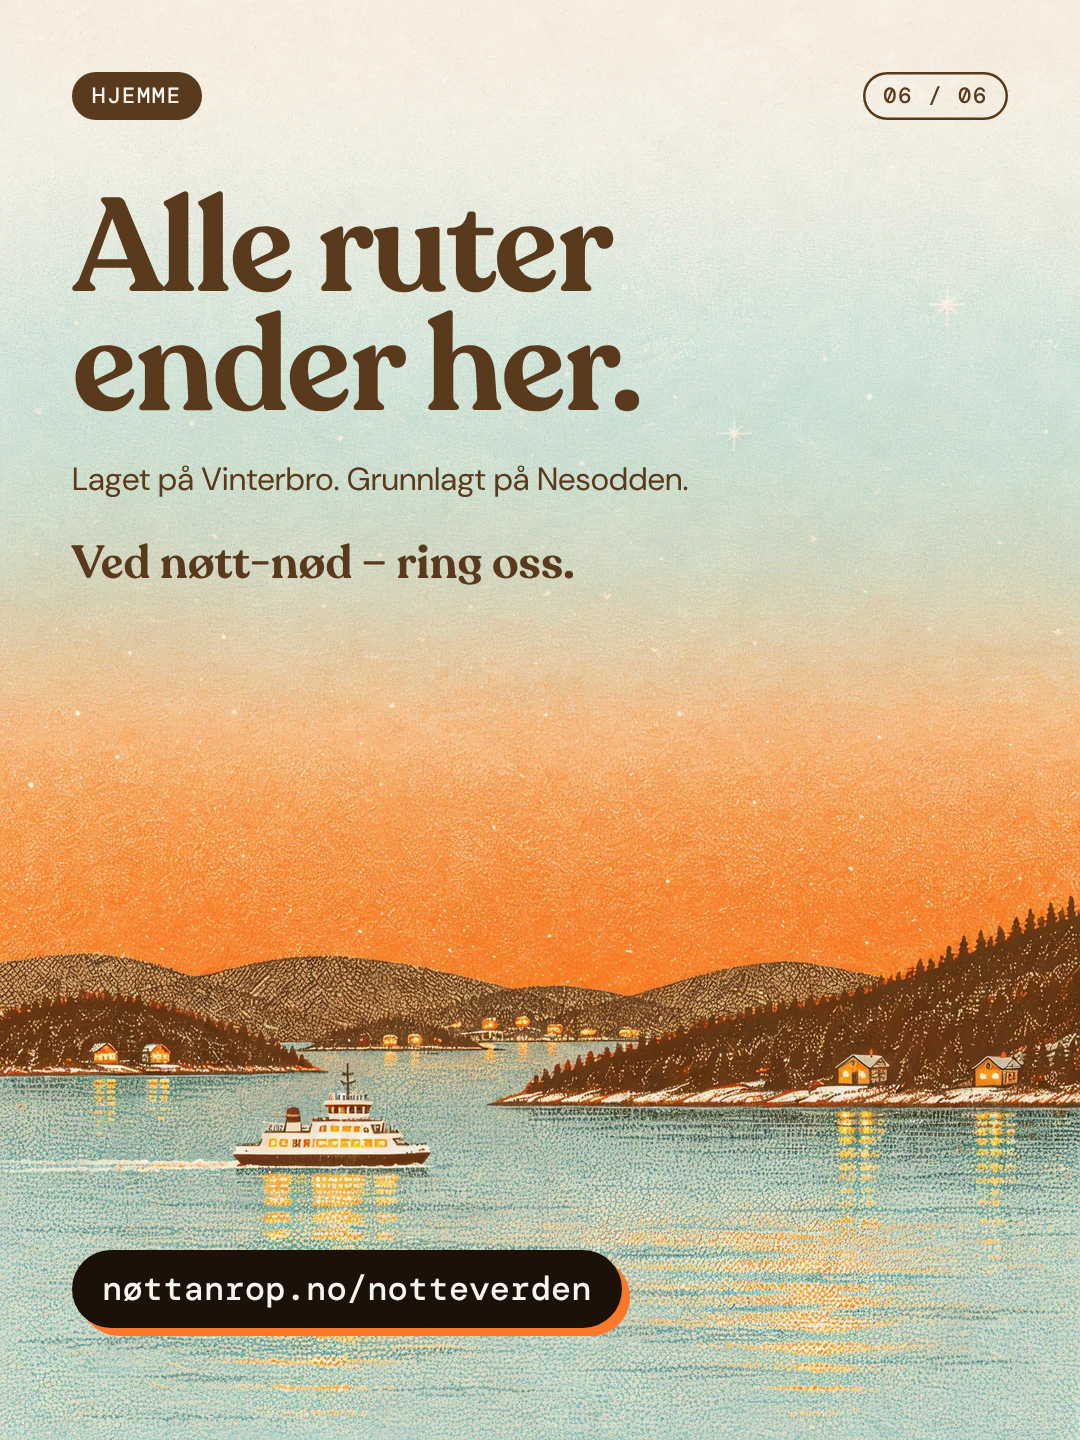 HJEMME
06 / 06
Alle ruter
ender her.
Laget på Vinterbro. Grunnlagt på Nesodden.
Ved nøtt-nød – ring oss.
nøttanrop.no/notteverden